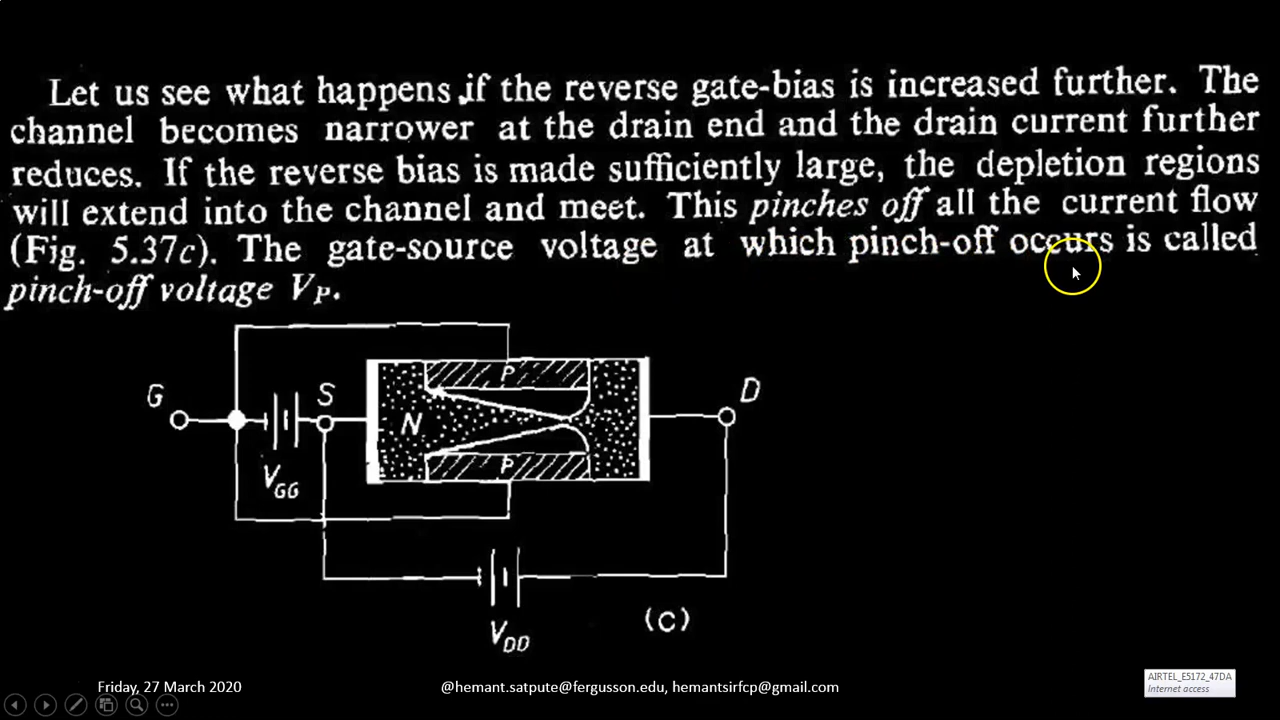 Let us see what happens if the reverse gate-bias is increased further. The
channel becomes narrower at the drain end and the drain current further
reduces. If the reverse bias is made sufficiently large, the depletion regions
will extend into the channel and meet. This pinches off all the current flow
(Fig. 5.37c). The gate-source voltage at which pinch-off occurs is called
pinch-off voltage VP.
G
S
D
P
N
P
VGG
VDD
(C)
Friday, 27 March 2020
@hemant.satpute@fergusson.edu, hemantsirfcp@gmail.com
AIRTEL_E5172_47DA
Internet access